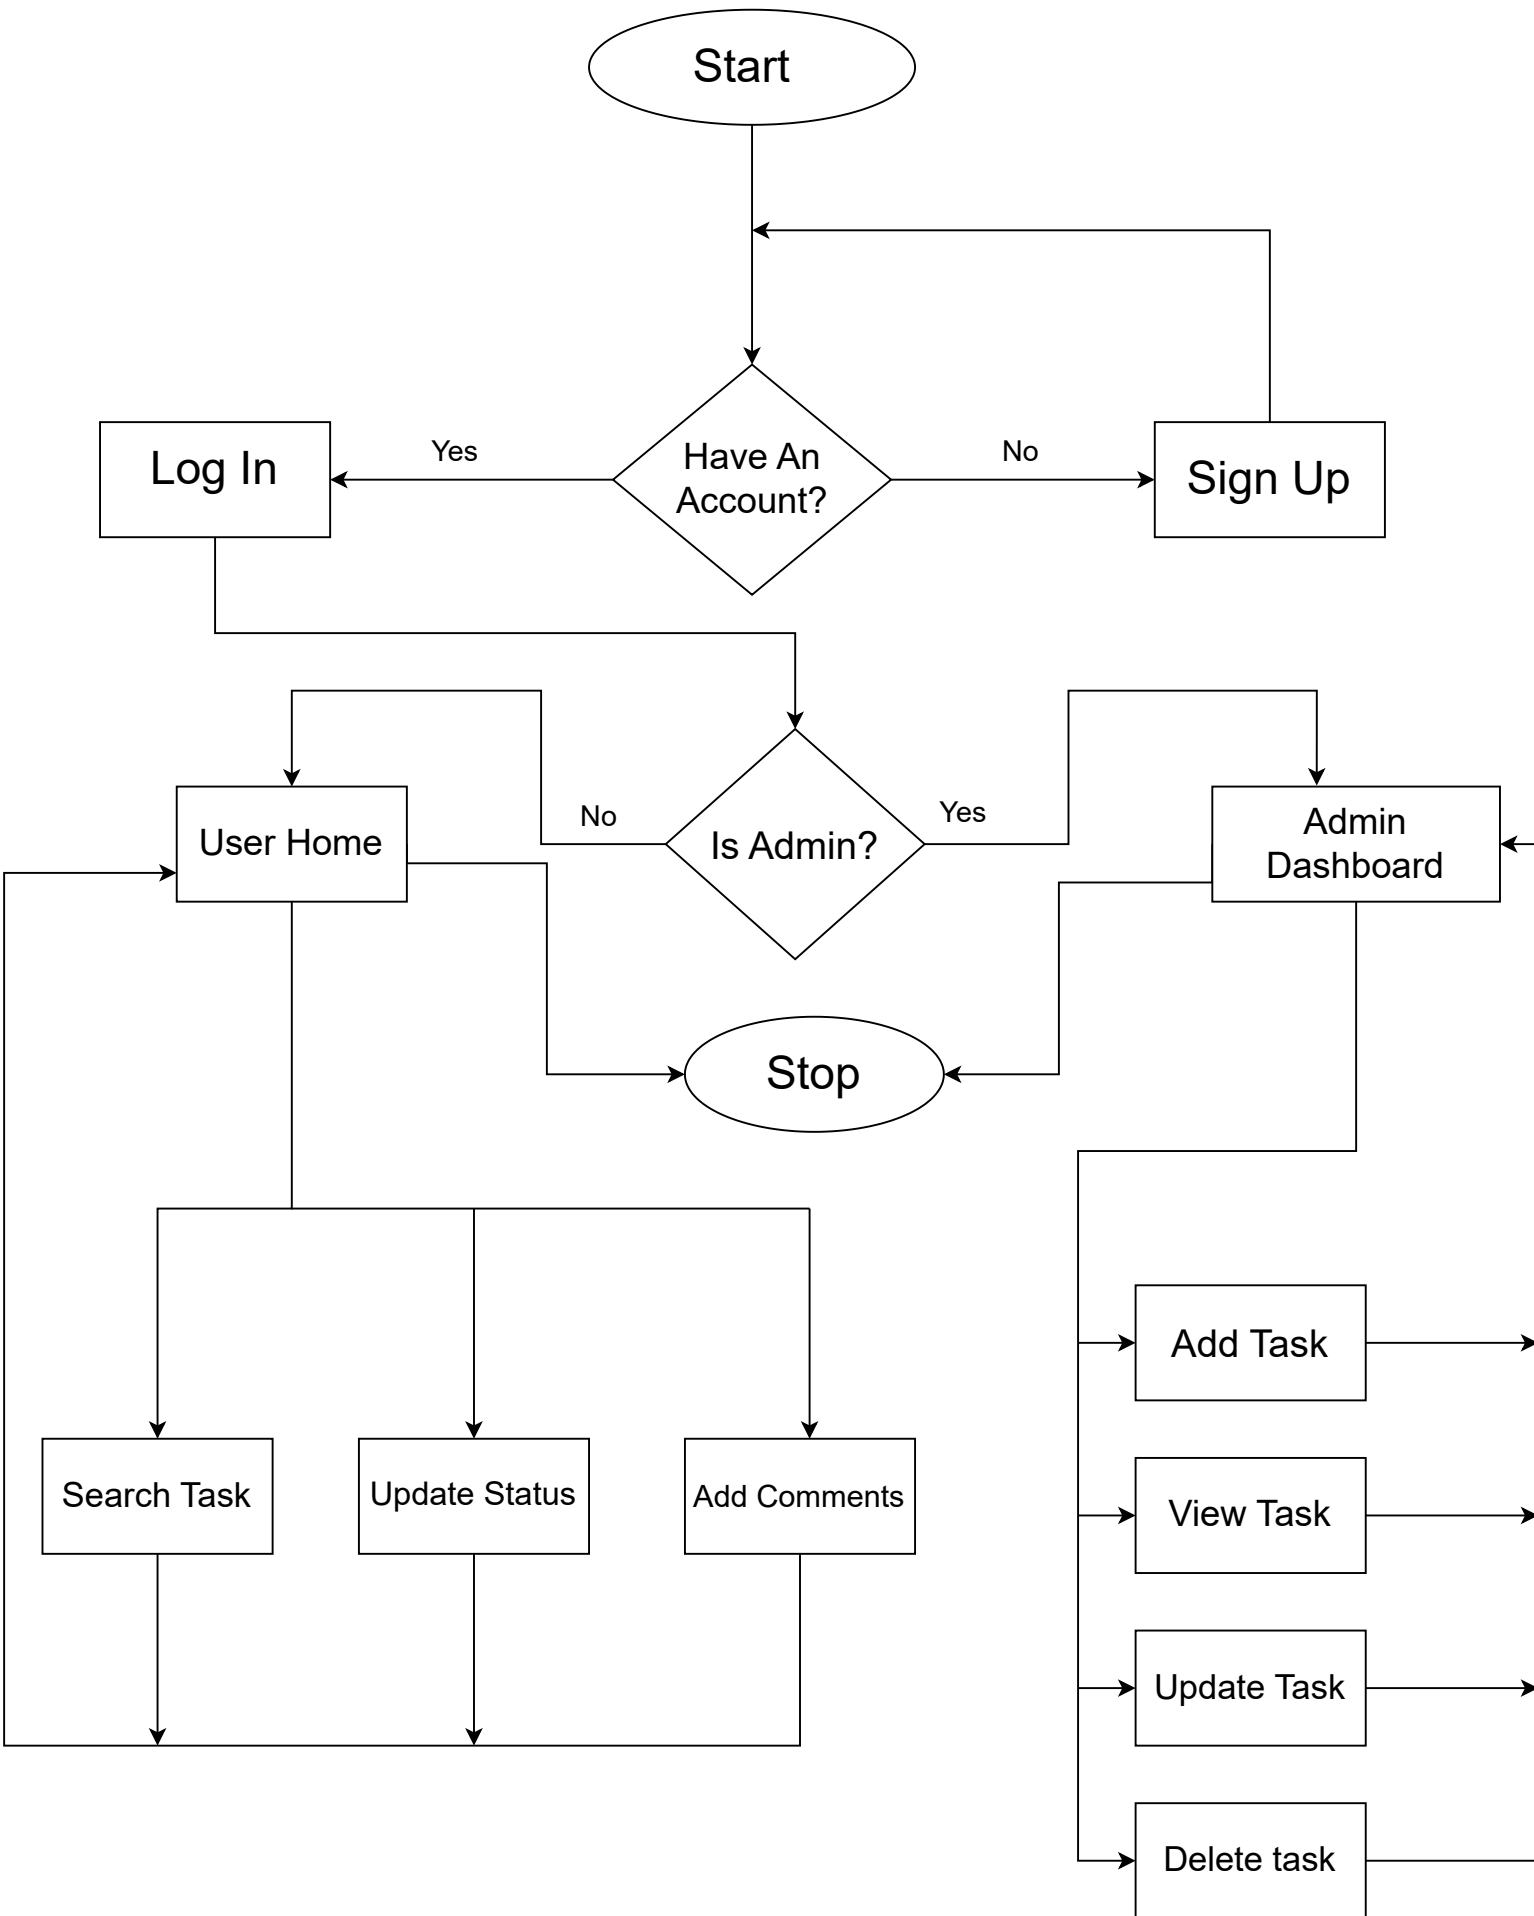 Start
Yes
Have An
Account?
No
Log In
Sign Up
No
Yes
User Home
Is Admin?
Admin
Dashboard
Stop
Add Task
Search Task
Update Status
Add Comments
View Task
Update Task
Delete task